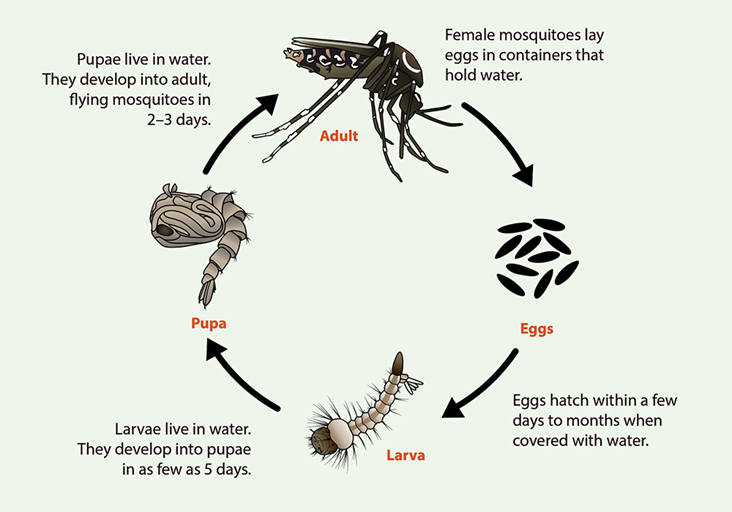 Female mosquitoes lay
eggs in containers that
hold water.
Pupae live in water.
They develop into adult,
flying mosquitoes in
2–3 days.
Adult
Eggs
Pupa
Eggs hatch within a few
days to months when
covered with water.
Larva
Larvae live in water.
They develop into pupae
in as few as 5 days.